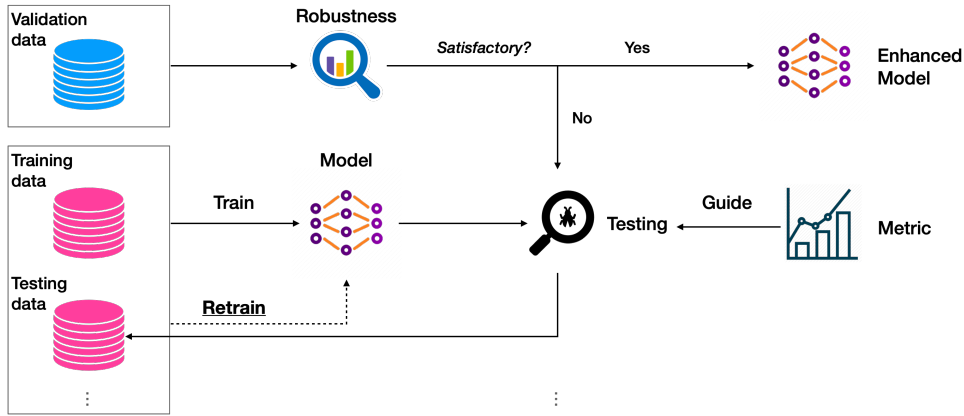 Validation
data
Robustness
Satisfactory?
Yes
Enhanced
Model
No
Training
data
Train
Model
Testing
Guide
Metric
Testing
data
Retrain
⋮
⋮